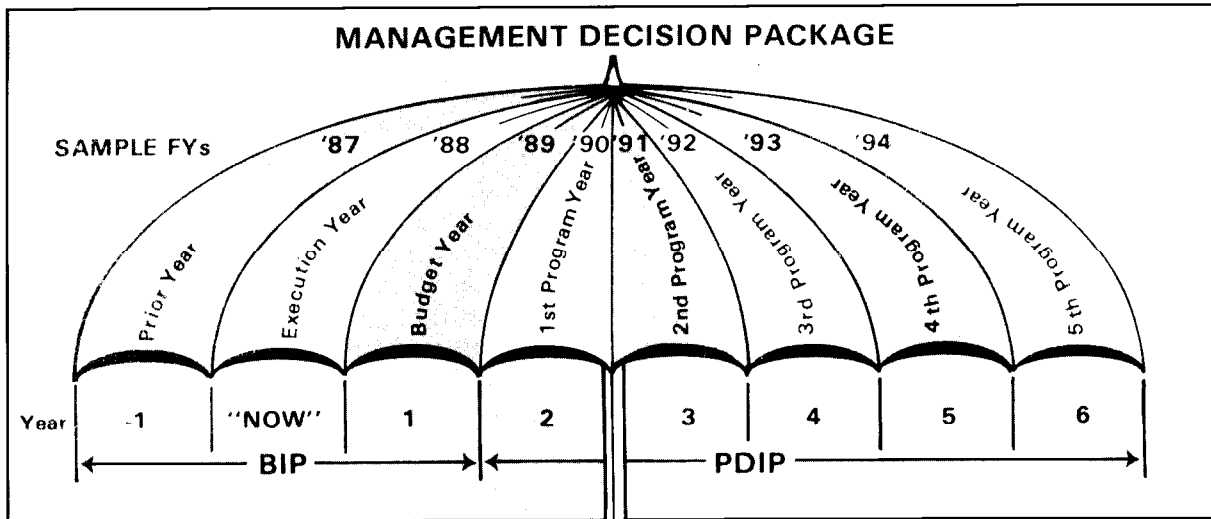 MANAGEMENT DECISION PACKAGE
SAMPLE FYs '87 '88 '89 '90 '91 '92 '93 '94
Prior Year
Execution Year
Budget Year
1st Program Year
2nd Program Year
3rd Program Year
4th Program Year
5th Program Year
Year -1 "NOW" 1 2 3 4 5 6
BIP PDIP